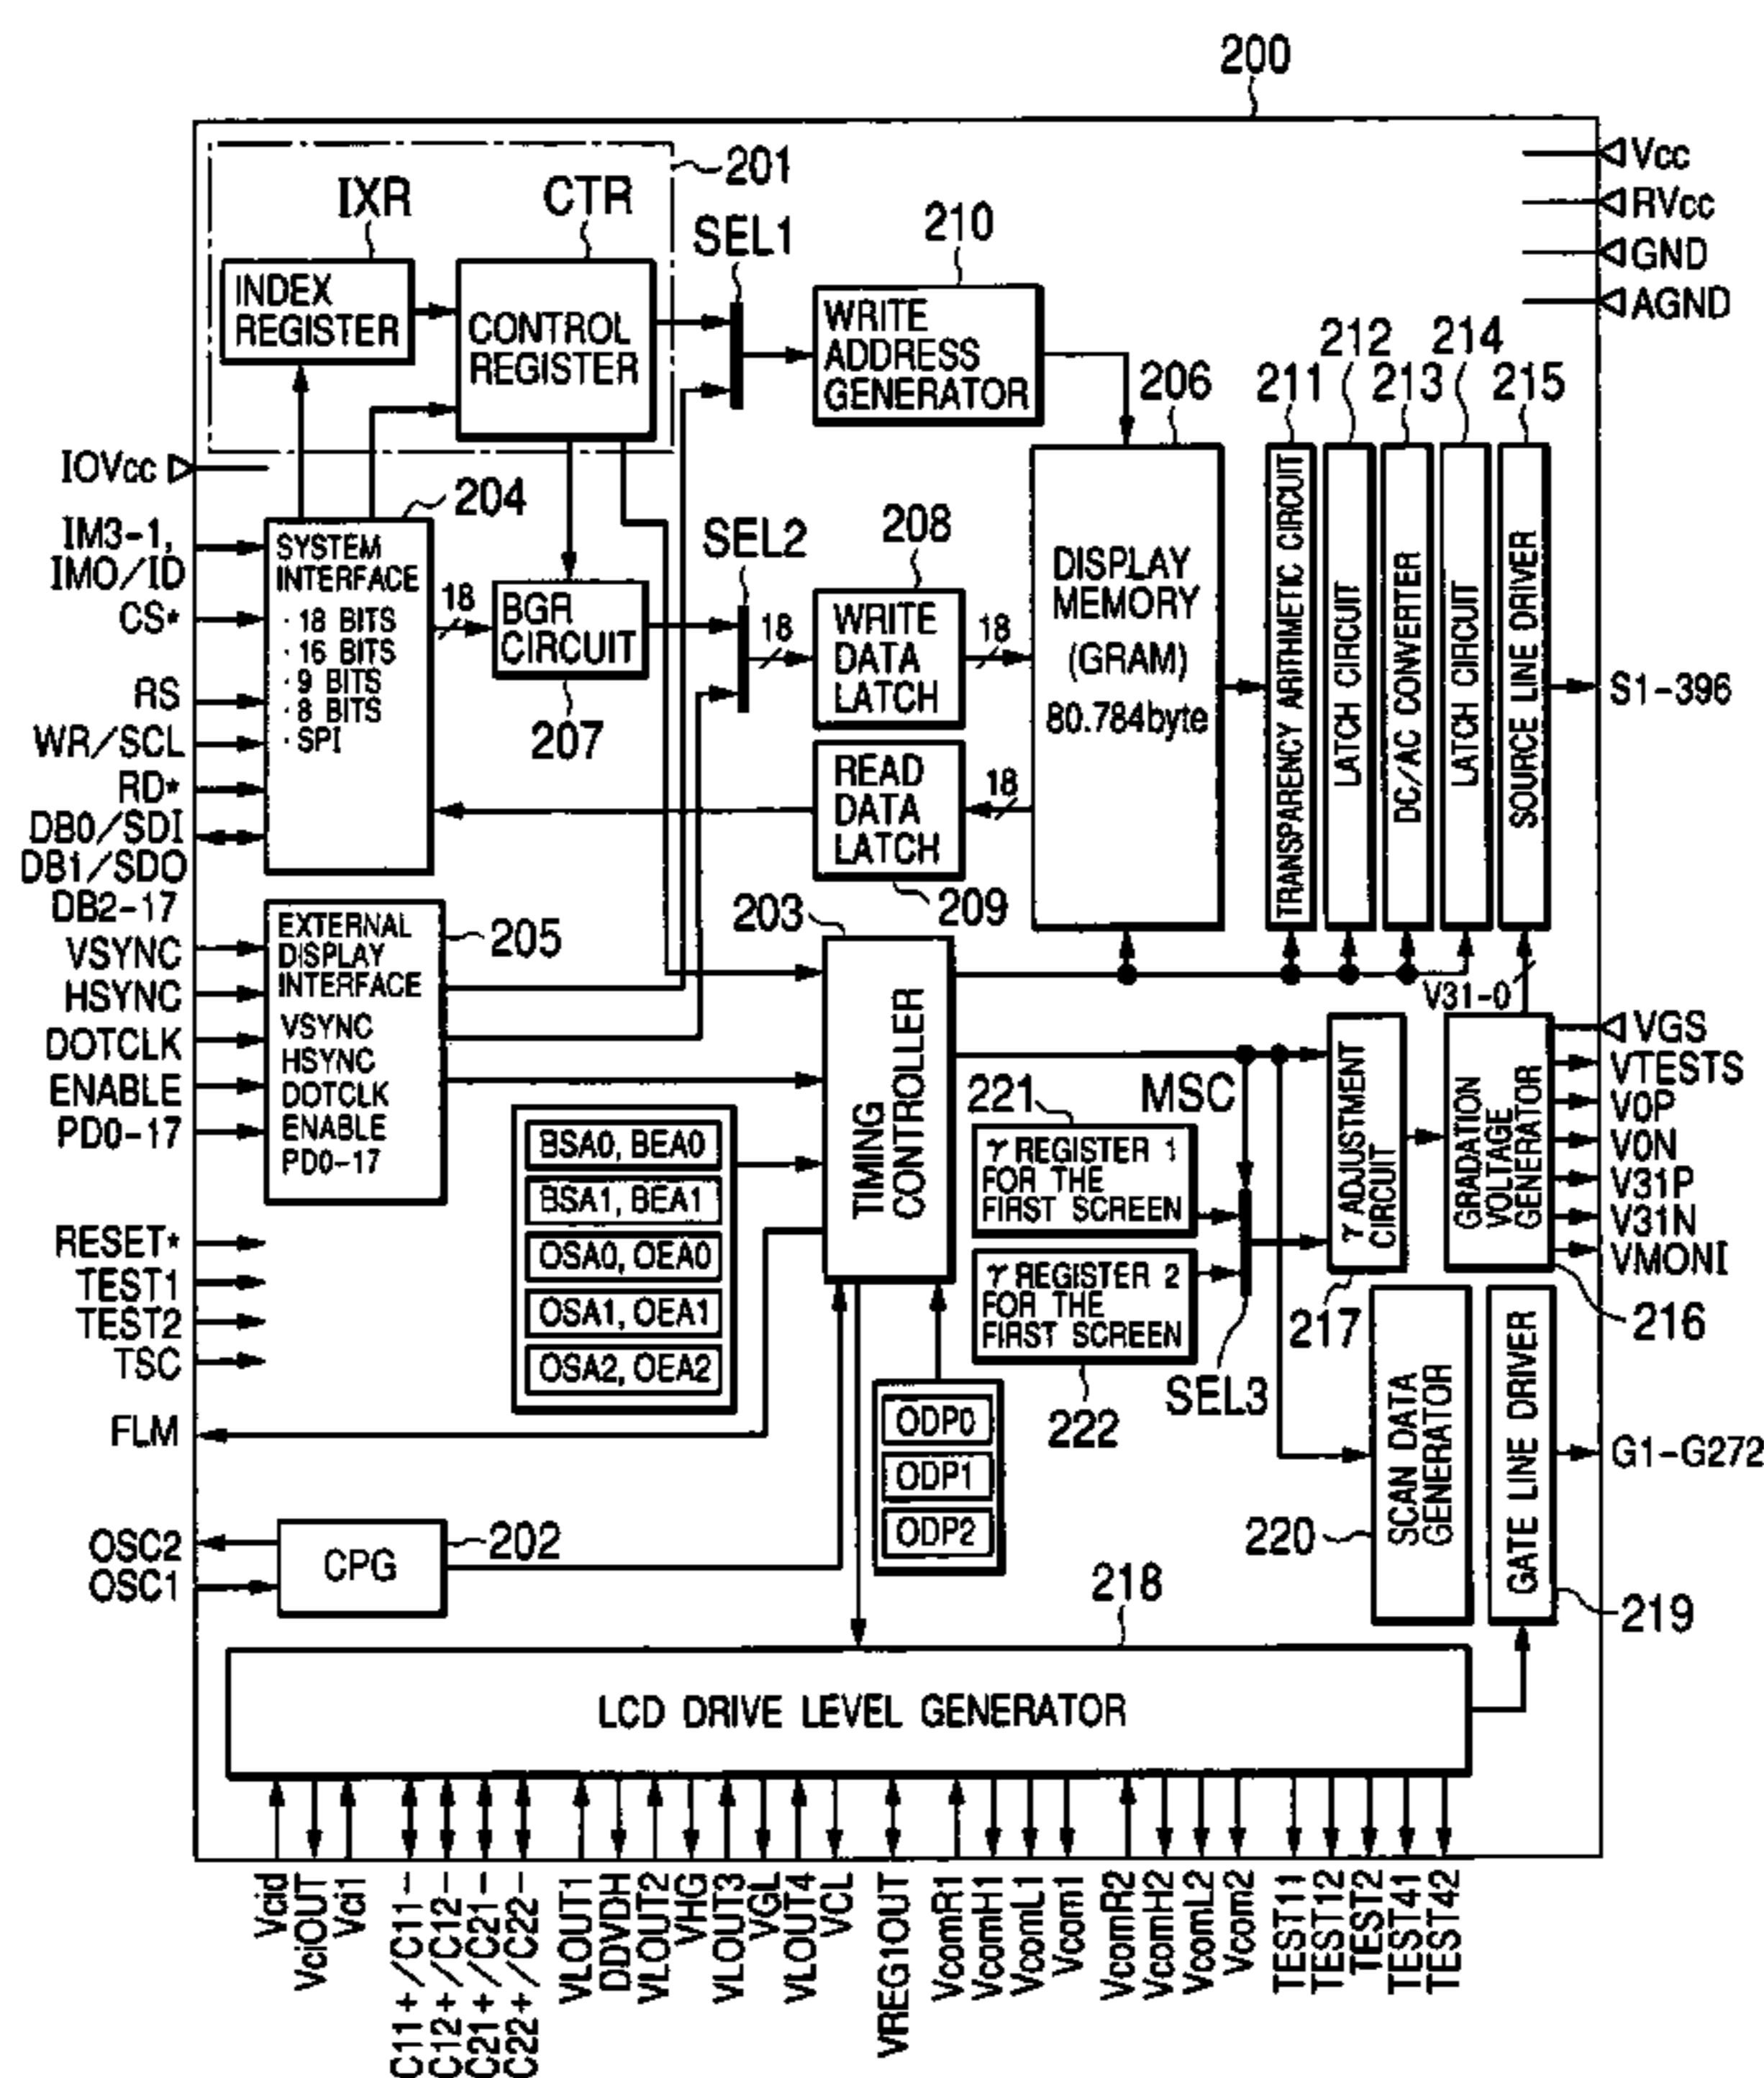 200
201
IXR
CTR
SEL1
210
INDEX
REGISTER
CONTROL
REGISTER
WRITE
ADDRESS
GENERATOR
Vcc
RVcc
GND
AGND
206
211
212
213
214
215
IOVcc
IM3-1,
IMO/ID
CS*
RS
WR/SCL
RD*
DB0/SDI
DB1/SDO
DB2-17
204
SYSTEM
INTERFACE
· 18 BITS
· 16 BITS
· 9 BITS
· 8 BITS
· SPI
18
BGR
CIRCUIT
207
SEL2
18
208
WRITE
DATA
LATCH
18
READ
DATA
LATCH
209
18
DISPLAY
MEMORY
(GRAM)
80.784byte
TRANSPARENCY ARITHMETIC CIRCUIT
LATCH CIRCUIT
DC/AC CONVERTER
LATCH CIRCUIT
SOURCE LINE DRIVER
S1-396
VSYNC
HSYNC
DOTCLK
ENABLE
PD0-17
205
EXTERNAL
DISPLAY
INTERFACE
VSYNC
HSYNC
DOTCLK
ENABLE
PD0-17
203
TIMING
CONTROLLER
V31-0
BSA0, BEA0
BSA1, BEA1
OSA0, OEA0
OSA1, OEA1
OSA2, OEA2
221
MSC
γ REGISTER 1
FOR THE
FIRST SCREEN
γ REGISTER 2
FOR THE
FIRST SCREEN
222
SEL3
γ ADJUSTMENT
CIRCUIT
217
GRADATION
VOLTAGE
GENERATOR
216
VGS
VTESTS
V0P
V0N
V31P
V31N
VMONI
RESET*
TEST1
TEST2
TSC
FLM
ODP0
ODP1
ODP2
SCAN DATA
GENERATOR
220
GATE LINE DRIVER
219
G1-G272
OSC2
OSC1
CPG
202
218
LCD DRIVE LEVEL GENERATOR
Vcid
VciOUT
Vci1
C11+/C11-
C12+/C12-
C21+/C21-
C22+/C22-
VLOUT1
DDVDH
VLOUT2
VHG
VLOUT3
VGL
VLOUT4
VCL
VREG1OUT
VcomR1
VcomH1
VcomL1
Vcom1
VcomR2
VcomH2
VcomL2
Vcom2
TEST11
TEST12
TEST2
TEST41
TEST42